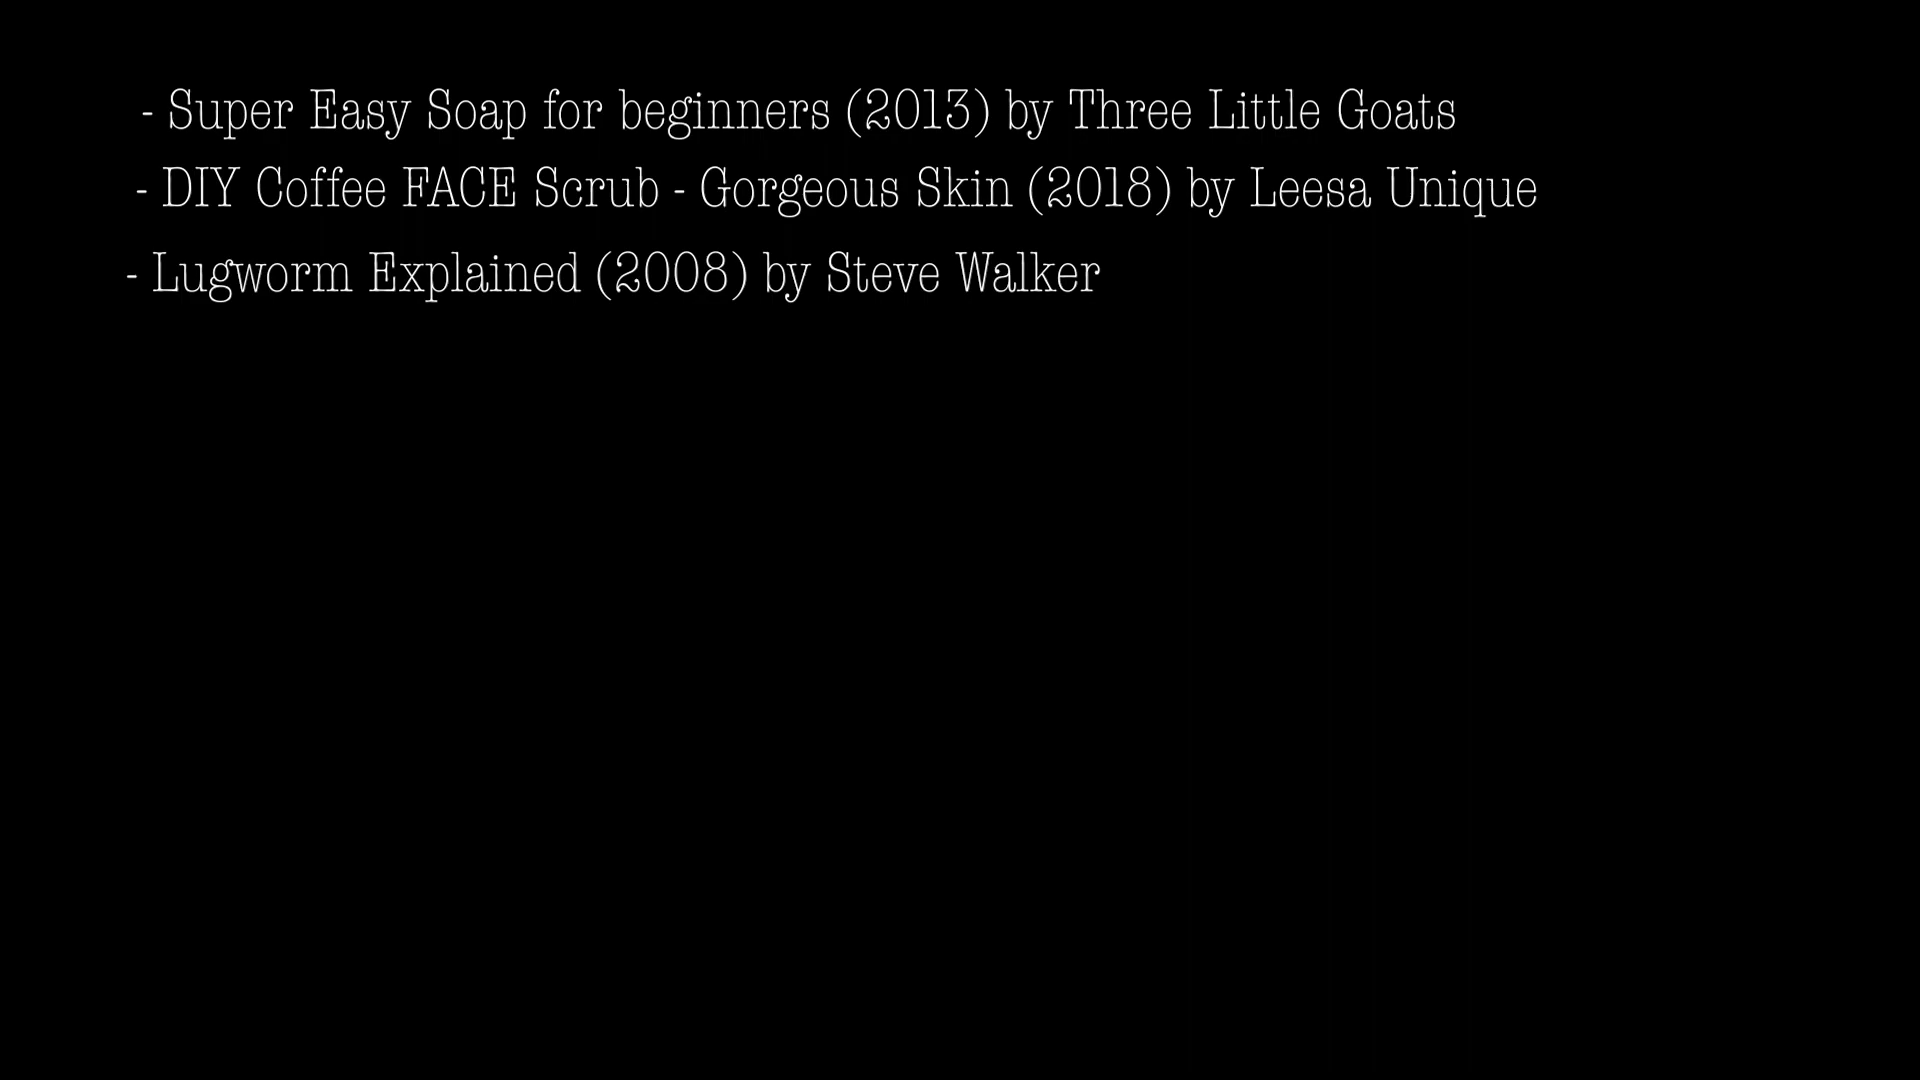 - Super Easy Soap for beginners (2013) by Three Little Goats
- DIY Coffee FACE Scrub - Gorgeous Skin (2018) by Leesa Unique
- Lugworm Explained (2008) by Steve Walker